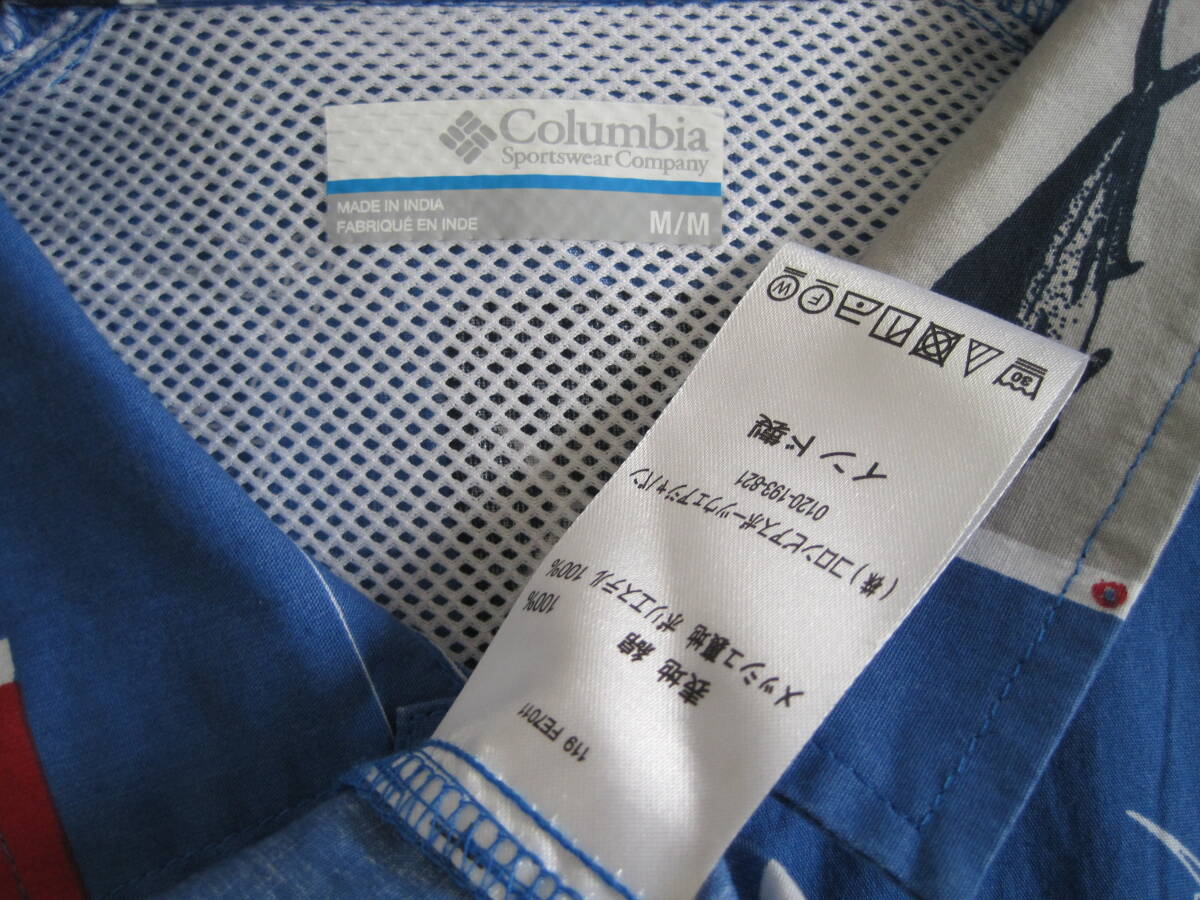 Columbia
Sportswear Company
MADE IN INDIA
FABRIQUÉ EN INDE
M/M
119 FE7011
表地 綿 100%
メッシュ裏地 ポリエステル 100%
(株)コロンビアスポーツウェアジャパン
0120-193-821
インド製
30
F
W